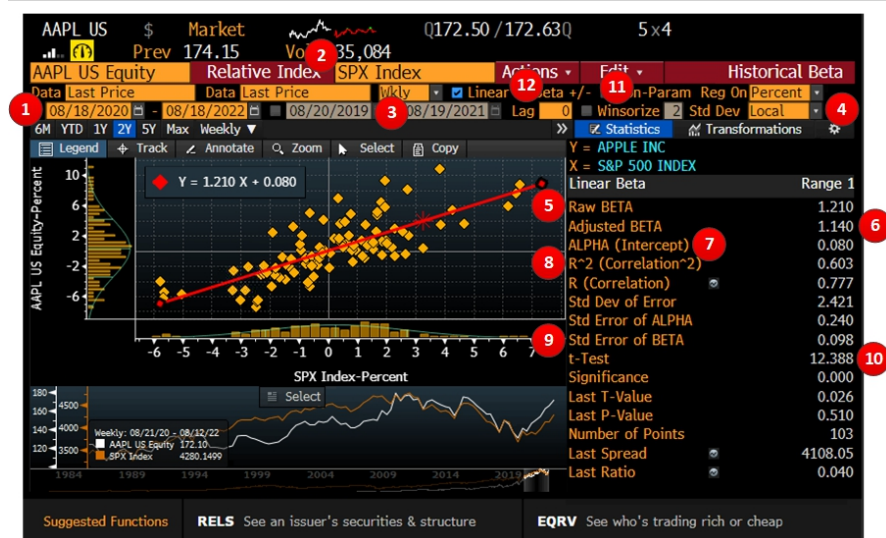 AAPL US $ Market Q172.50 / 172.63Q 5 x 4
Prev 174.15 Vo 35,084
2
AAPL US Equity Relative Index SPX Index Actions Edit Historical Beta
12 11
Data Last Price Data Last Price Wkly Linear Beta +/- on-Param Reg On Percent
1 08/18/2020 - 08/18/2022 08/20/2019 3 08/19/2021 Lag 0 Winsorize 2 Std Dev Local 4
6M YTD 1Y 2Y 5Y Max Weekly ▼ » Statistics Transformations
Legend Track Annotate Zoom Select Copy
Y = APPLE INC
X = S&P 500 INDEX
Linear Beta Range 1
Y = 1.210 X + 0.080
AAPL US Equity-Percent
10
6
2
-2
-6
5
8
9
Raw BETA 1.210
Adjusted BETA 1.140 6
ALPHA (Intercept) 7 0.080
R^2 (Correlation^2) 0.603
R (Correlation) 0.777
Std Dev of Error 2.421
Std Error of ALPHA 0.240
Std Error of BETA 0.098
t-Test 12.388 10
Significance 0.000
Last T-Value 0.026
Last P-Value 0.510
Number of Points 103
Last Spread 4108.05
Last Ratio 0.040
-6 -5 -4 -3 -2 -1 0 1 2 3 4 5 6 7
SPX Index-Percent
Select
180
160
140
120
4500
4000
3500
Weekly: 08/21/20 - 08/12/22
AAPL US Equity 172.10
SPX Index 4280.1499
1984 1989 1994 1999 2004 2009 2014 2019
Suggested Functions RELS See an issuer's securities & structure EQRV See who's trading rich or cheap